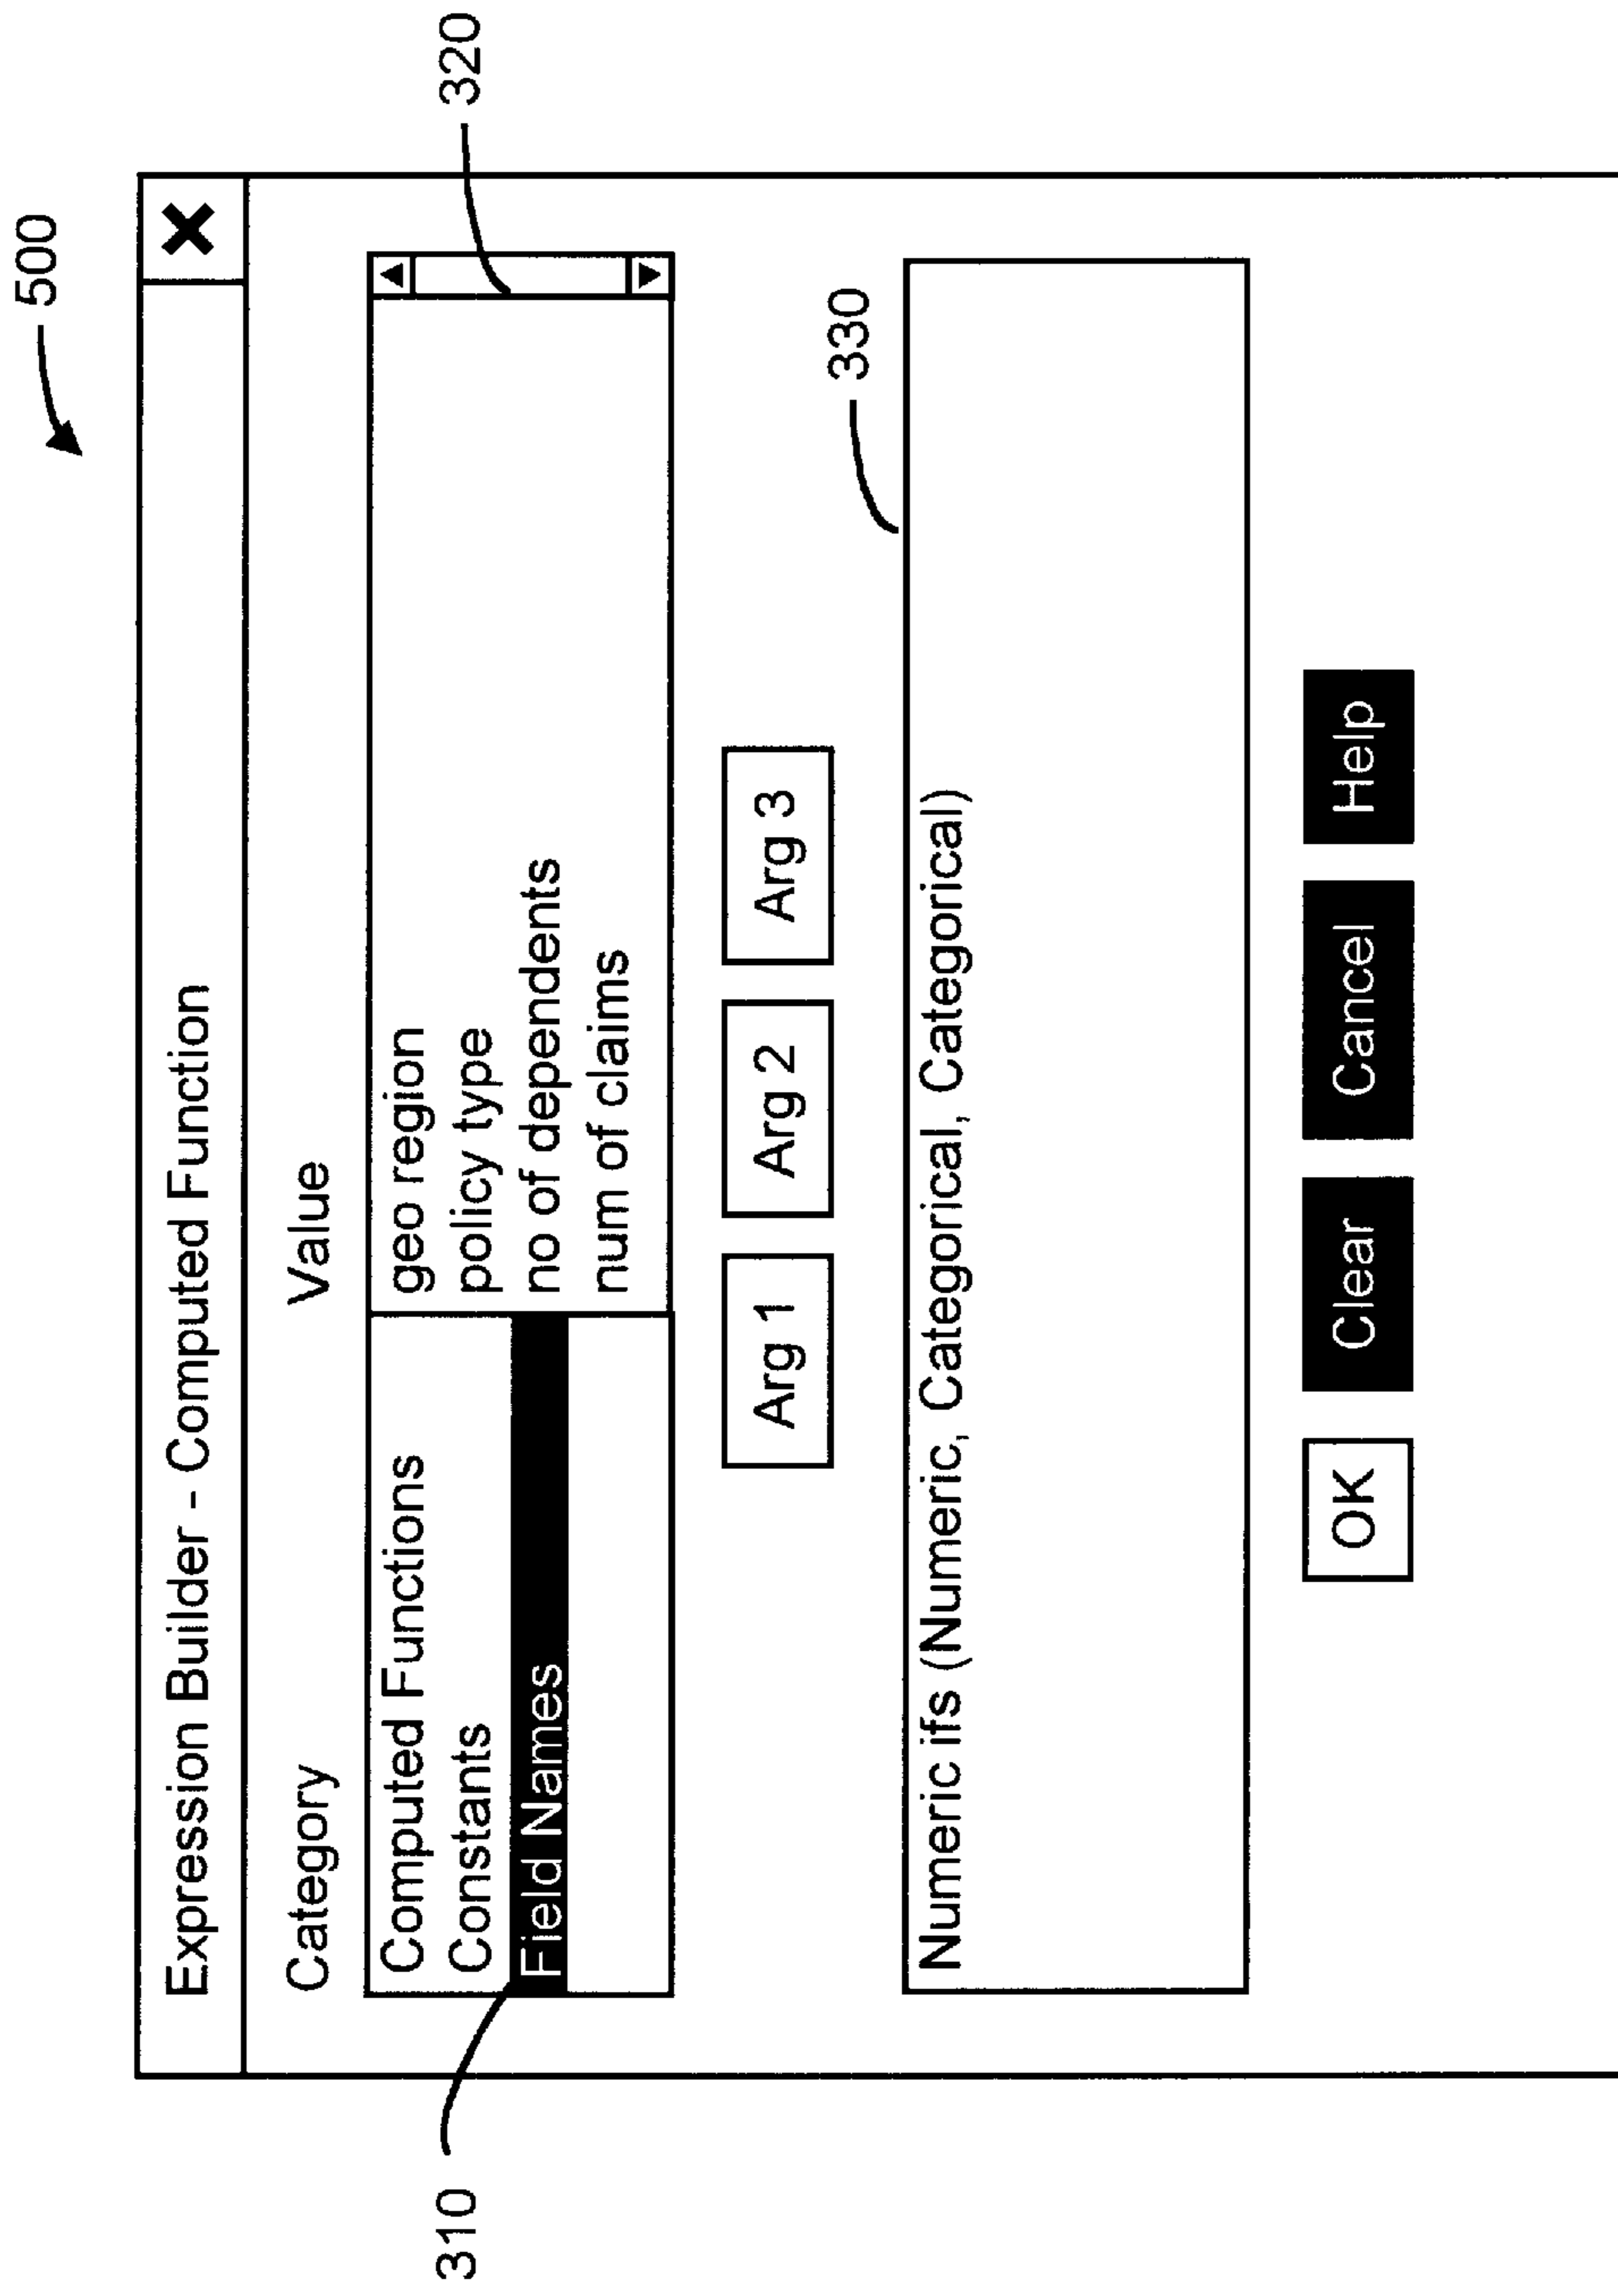 500
Expression Builder - Computed Function
Category
Value
Computed Functions
Constants
Field Names
geo region
policy type
no of dependents
num of claims
310
320
Arg 1
Arg 2
Arg 3
330
Numeric ifs (Numeric, Categorical, Categorical)
OK
Clear
Cancel
Help